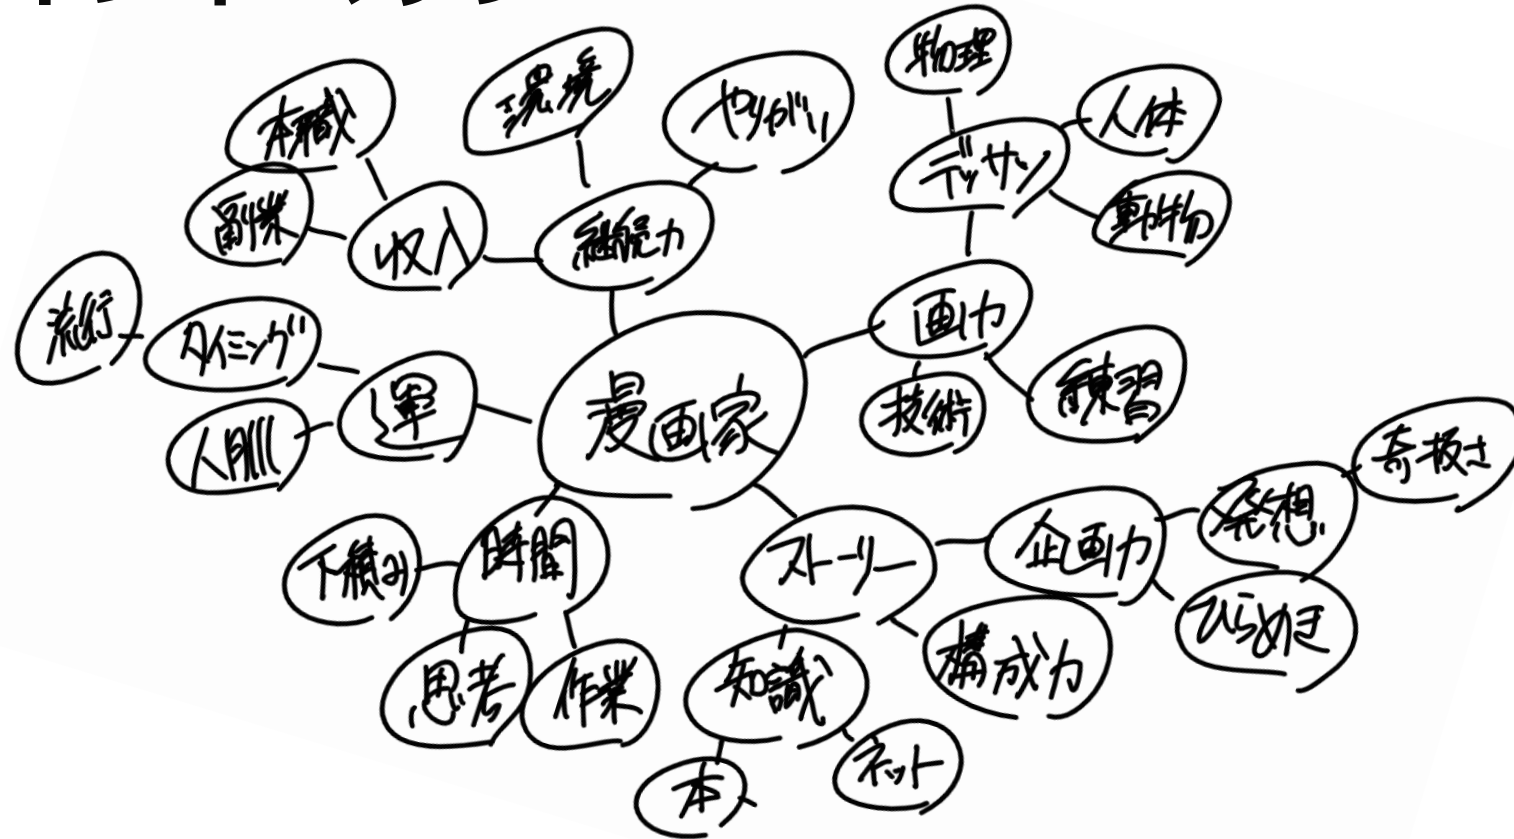 物理
環境
やりがい
人体
本職
デッサン
動物
副業
収入
継続力
流行
タイミング
画力
運
漫画家
技術
練習
人脈
奇抜さ
発想
下積み
時間
ストーリー
企画力
ひらめき
思考
作業
知識
構成力
本
ネット